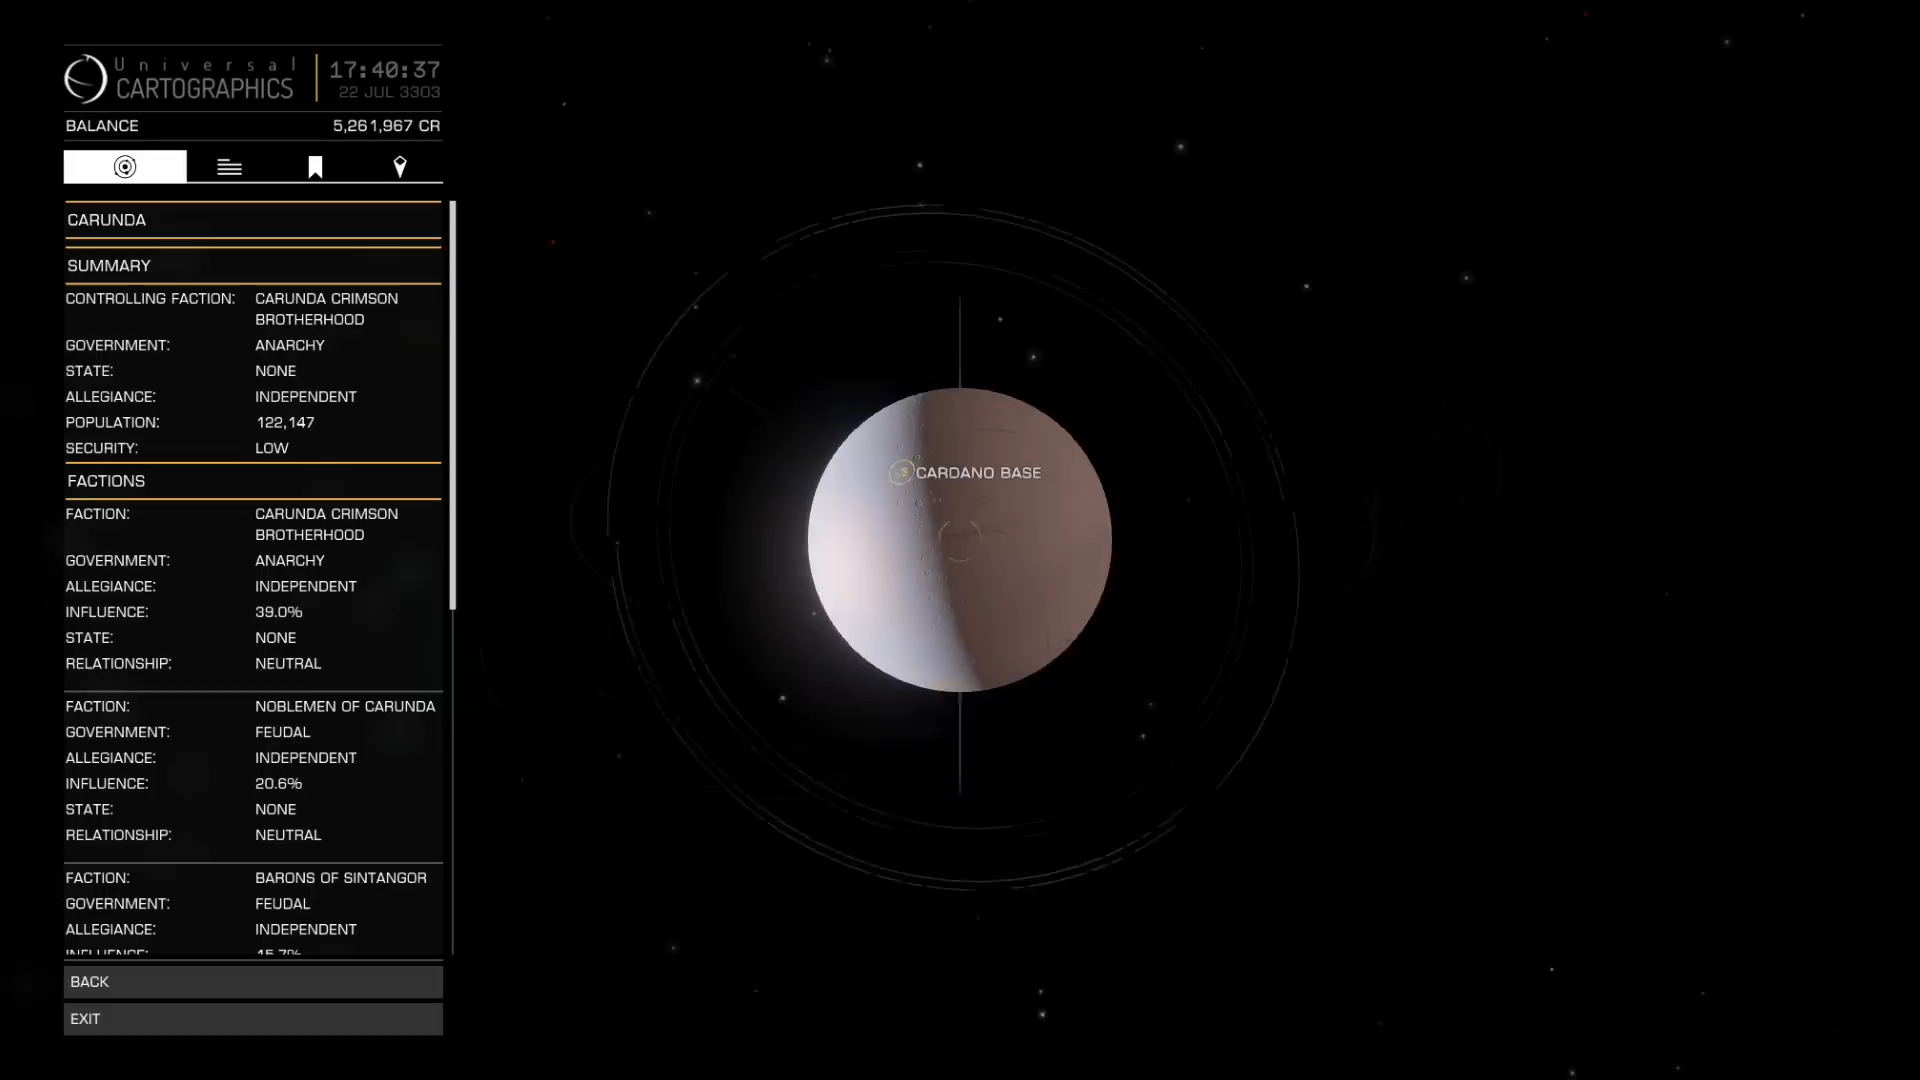 Universal
CARTOGRAPHICS
17:40:37
22 JUL 3303
BALANCE 5,261,967 CR
CARUNDA
SUMMARY
CONTROLLING FACTION: CARUNDA CRIMSON
BROTHERHOOD
GOVERNMENT: ANARCHY
STATE: NONE
ALLEGIANCE: INDEPENDENT
POPULATION: 122,147
SECURITY: LOW
FACTIONS
FACTION: CARUNDA CRIMSON
BROTHERHOOD
GOVERNMENT: ANARCHY
ALLEGIANCE: INDEPENDENT
INFLUENCE: 39.0%
STATE: NONE
RELATIONSHIP: NEUTRAL
FACTION: NOBLEMEN OF CARUNDA
GOVERNMENT: FEUDAL
ALLEGIANCE: INDEPENDENT
INFLUENCE: 20.6%
STATE: NONE
RELATIONSHIP: NEUTRAL
FACTION: BARONS OF SINTANGOR
GOVERNMENT: FEUDAL
ALLEGIANCE: INDEPENDENT
INFLUENCE: 15.7%
BACK
EXIT
CARDANO BASE